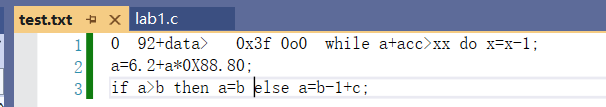 test.txt lab1.c
1 0 92+data> 0x3f 0o0 while a+acc>xx do x=x-1;
2 a=6.2+a*0X88.80;
3 if a>b then a=b else a=b-1+c;